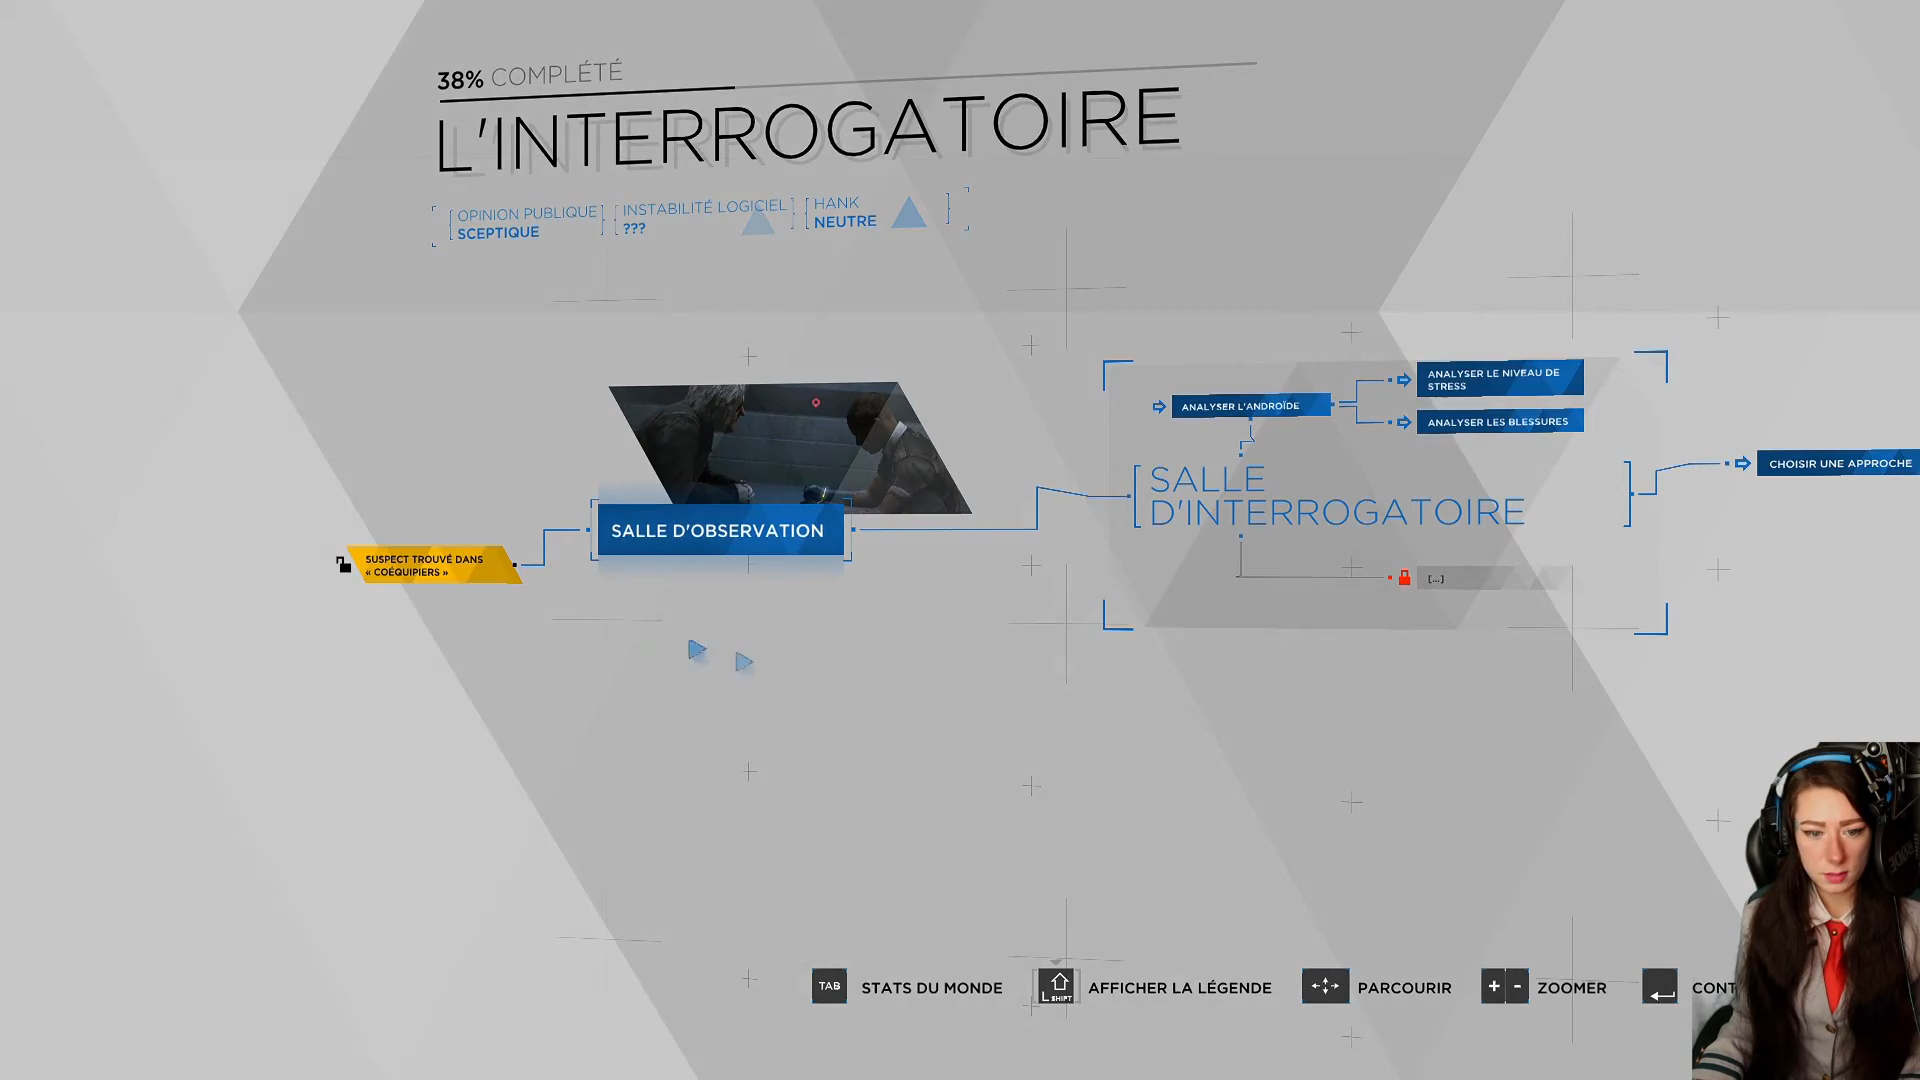 38% COMPLÉTÉ
L'INTERROGATOIRE
OPINION PUBLIQUE
SCEPTIQUE
INSTABILITÉ LOGICIEL
???
HANK
NEUTRE
ANALYSER LE NIVEAU DE
STRESS
ANALYSER L'ANDROÏDE
ANALYSER LES BLESSURES
CHOISIR UNE APPROCHE
SALLE
D'INTERROGATOIRE
SALLE D'OBSERVATION
SUSPECT TROUVÉ DANS
« COÉQUIPIERS »
[...]
TAB STATS DU MONDE
L SHIFT AFFICHER LA LÉGENDE
PARCOURIR
+ - ZOOMER
CONT